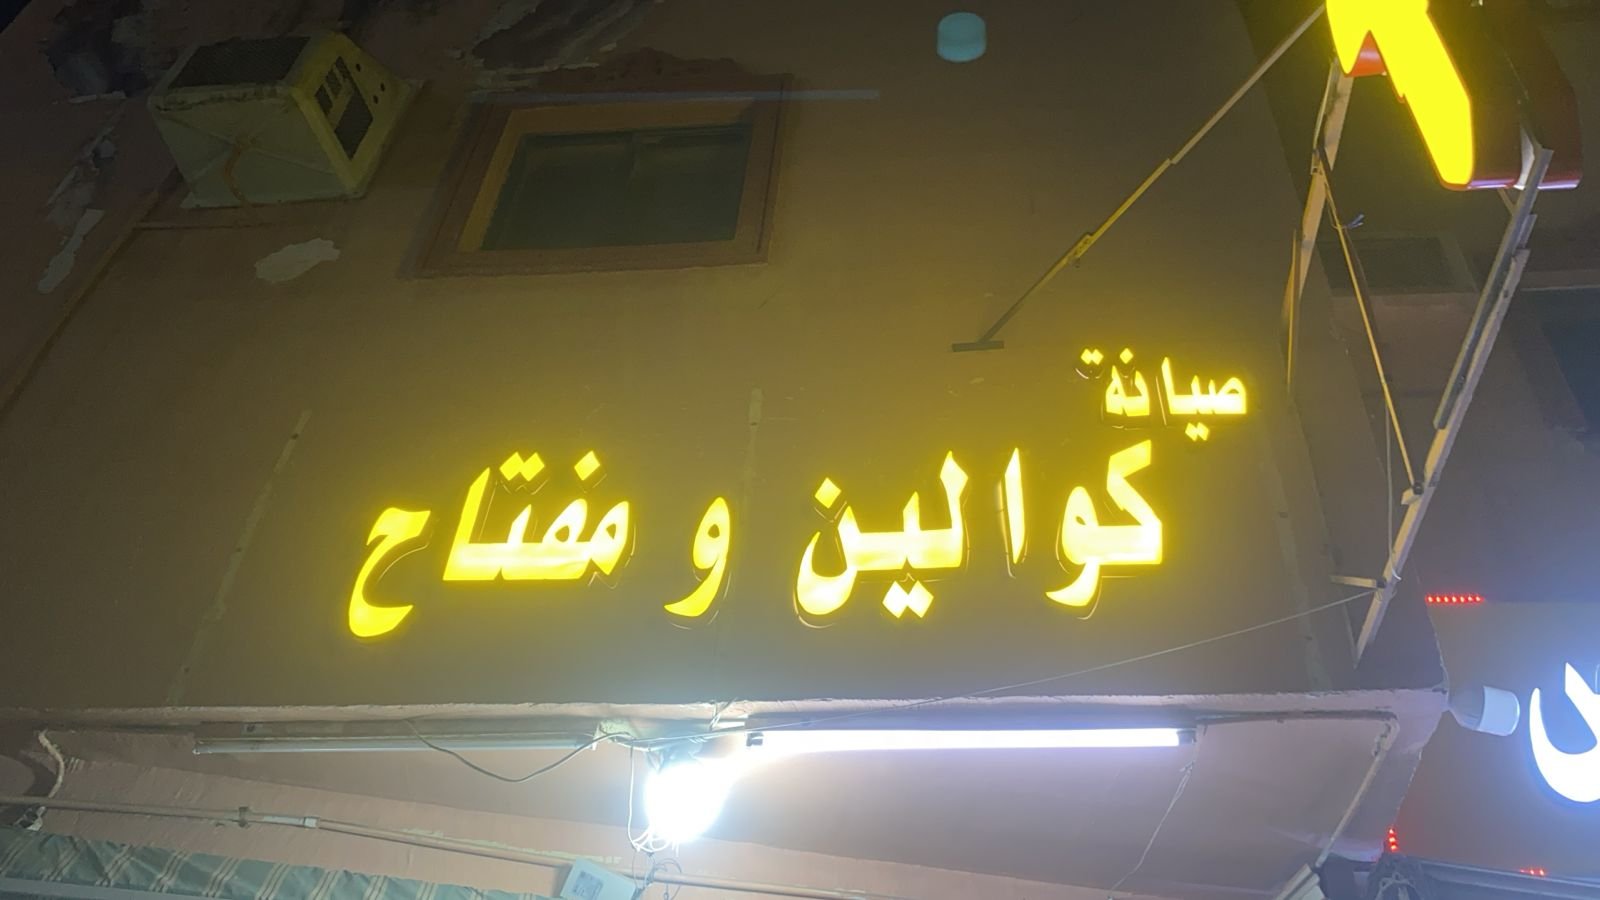 صيانة
كوالين و مفتاح